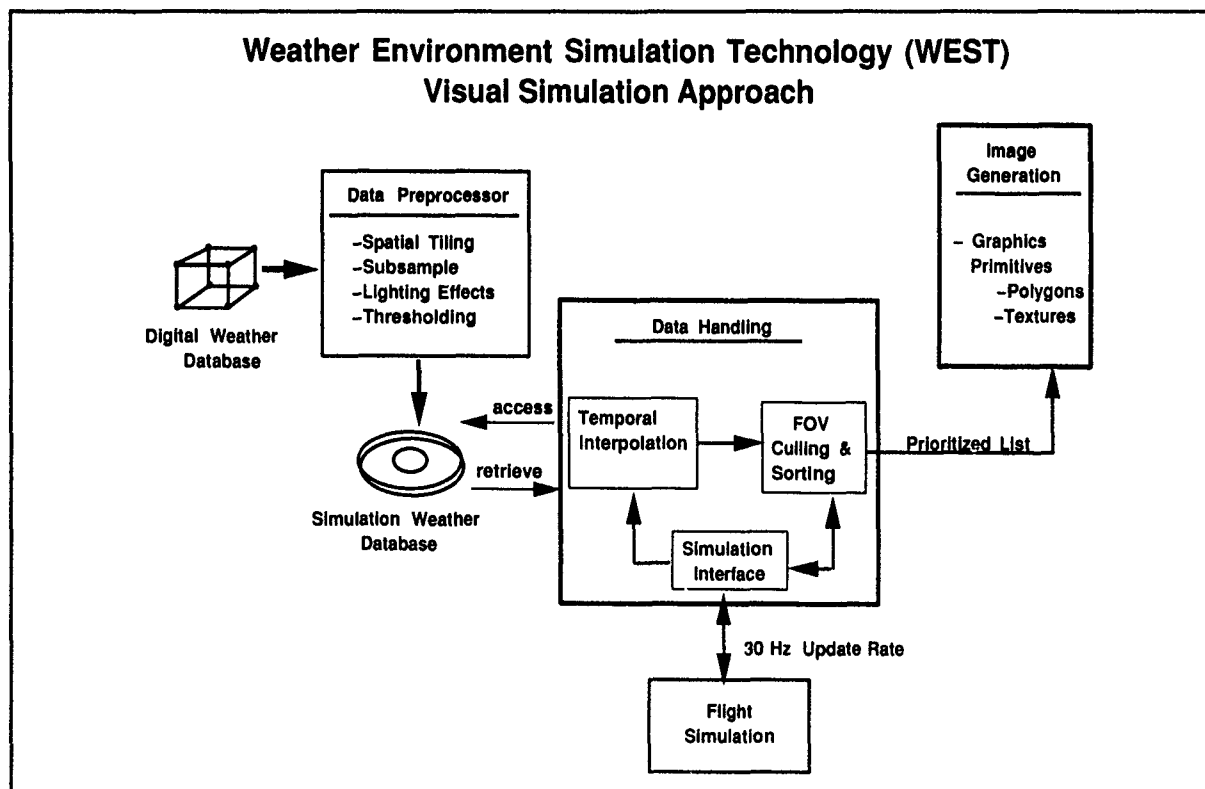 Weather Environment Simulation Technology (WEST)
Visual Simulation Approach
Data Preprocessor
-Spatial Tiling
-Subsample
-Lighting Effects
-Thresholding
Digital Weather
Database
Image
Generation
- Graphics
Primitives
-Polygons
-Textures
Data Handling
access
retrieve
Simulation Weather
Database
Temporal
Interpolation
FOV
Culling &
Sorting
Prioritized List
Simulation
Interface
30 Hz Update Rate
Flight
Simulation